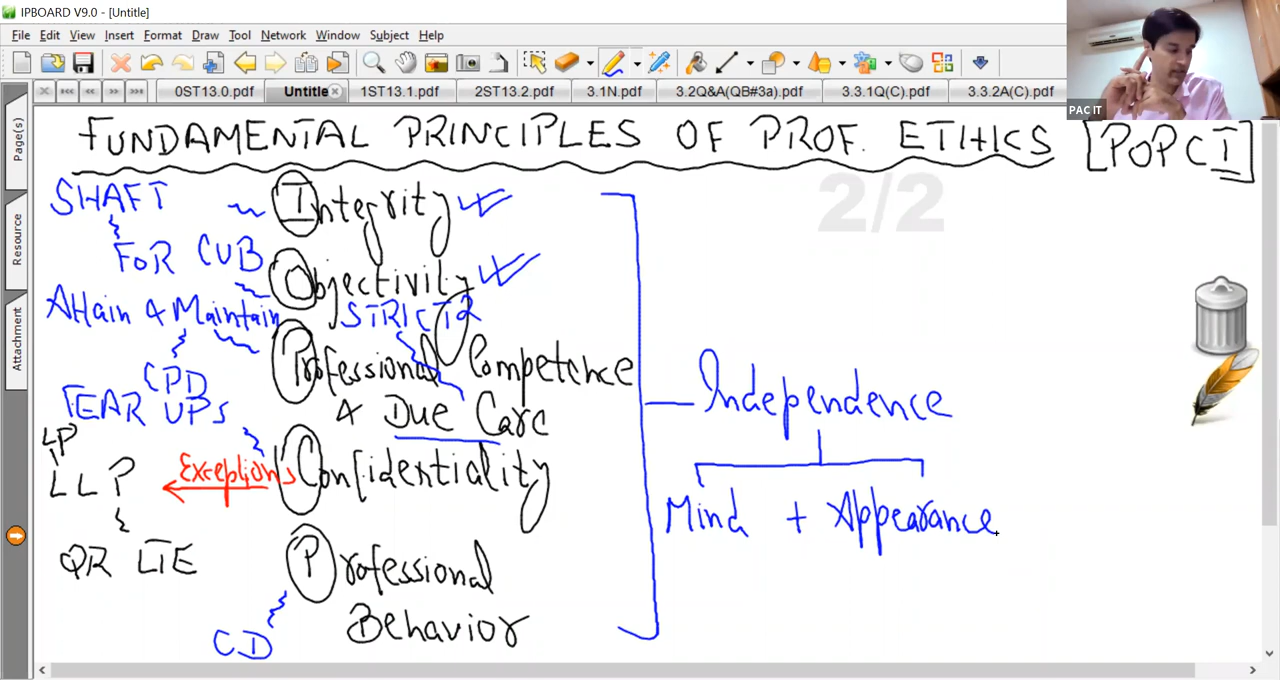 IPBOARD V9.0 - [Untitle]
File Edit View Insert Format Draw Tool Network Window Subject Help
0ST13.0.pdf Untitle 1ST13.1.pdf 2ST13.2.pdf 3.1N.pdf 3.2Q&A(QB#3a).pdf 3.3.1Q(C).pdf 3.3.2A(C).pdf
PAC IT
Page(s)
Resource
Attachment
FUNDAMENTAL PRINCIPLES OF PROF. ETIHICS [POPCI]
2/2
SHAFT ~ Integrity
FOR CUB
Objectivity
Attain & Maintain STRICT2
Professional Competence
CPD
& Due Care
TEAR UPS
LP
LLP Exceptions Confidentiality
QR LTE
Professional
Behavior
CD
Independence
Mind + Appearance